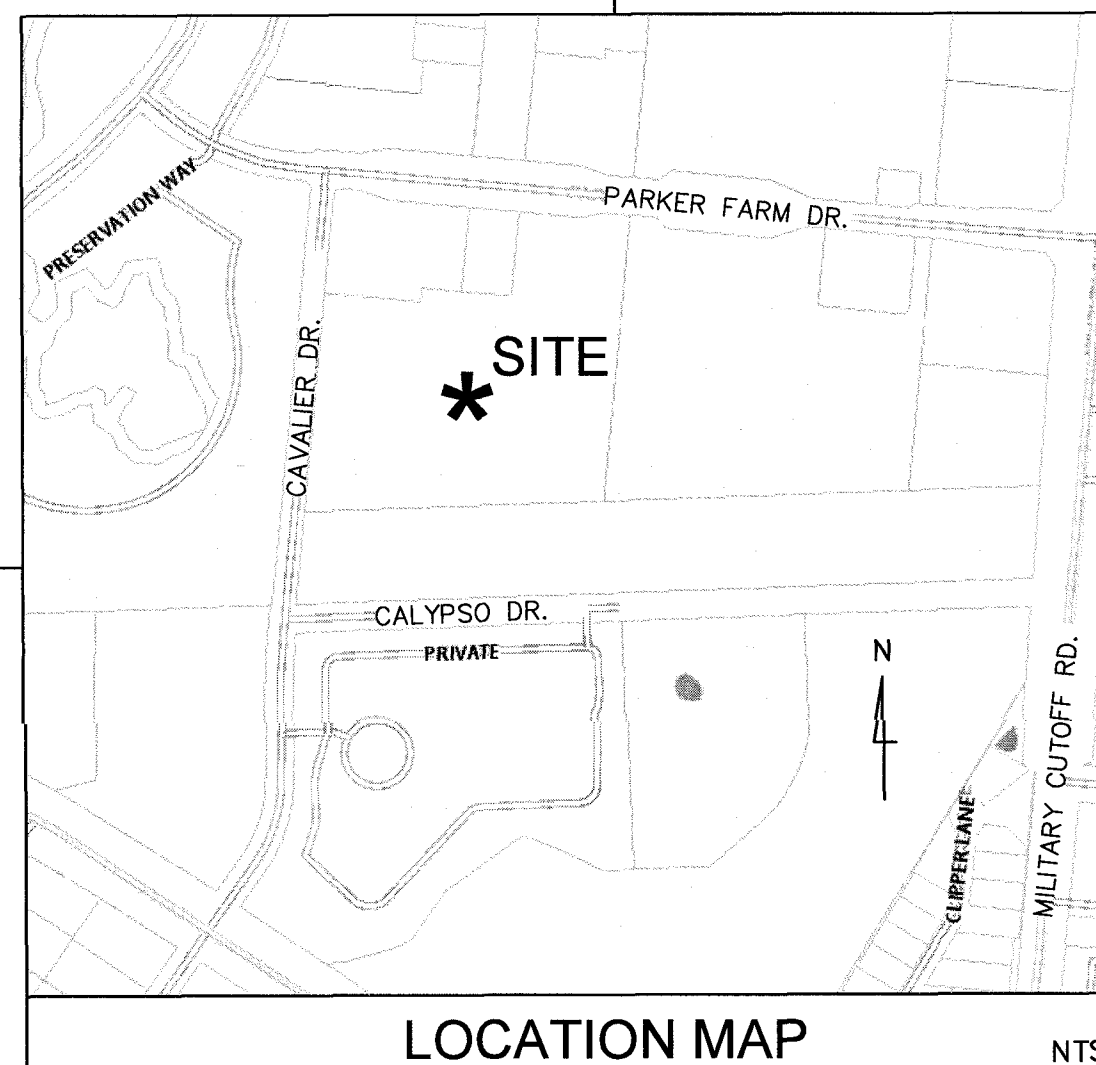 PRESERVATION WAY
PARKER FARM DR.
CAVALIER DR.
SITE
*
CALYPSO DR.
PRIVATE
N
MILITARY CUTOFF RD.
CLIPPER LANE
LOCATION MAP
NTS